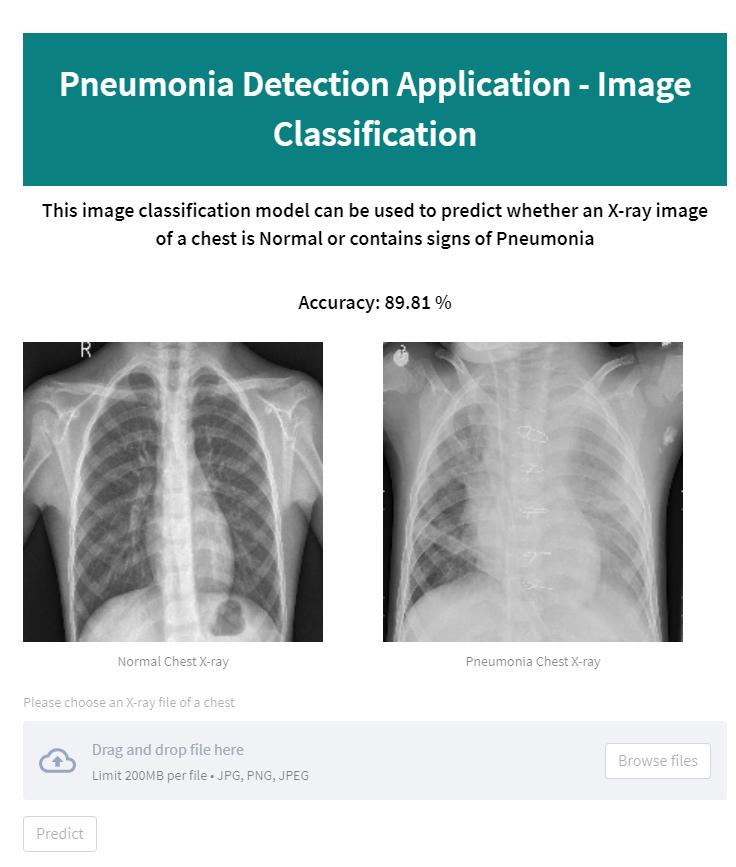 Pneumonia Detection Application - Image
Classification
This image classification model can be used to predict whether an X-ray image
of a chest is Normal or contains signs of Pneumonia
Accuracy: 89.81 %
R
Normal Chest X-ray
Pneumonia Chest X-ray
Please choose an X-ray file of a chest
Drag and drop file here
Limit 200MB per file • JPG, PNG, JPEG
Browse files
Predict